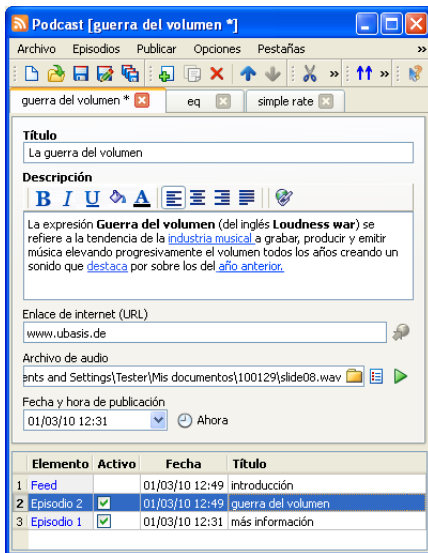 Podcast [guerra del volumen *]
Archivo Episodios Publicar Opciones Pestañas »
» »
guerra del volumen * eq simple rate
Título
La guerra del volumen
Descripción
B I U A
La expresión Guerra del volumen (del inglés Loudness war) se
refiere a la tendencia de la industria musical a grabar, producir y emitir
música elevando progresivamente el volumen todos los años creando un
sonido que destaca por sobre los del año anterior.
Enlace de internet (URL)
www.ubasis.de
Archivo de audio
ents and Settings\Tester\Mis documentos\100129\slide08.wav
Fecha y hora de publicación
01/03/10 12:31 Ahora
Elemento Activo Fecha Título
1 Feed 01/03/10 12:49 introducción
2 Episodio 2 01/03/10 12:49 guerra del volumen
3 Episodio 1 01/03/10 12:31 más información